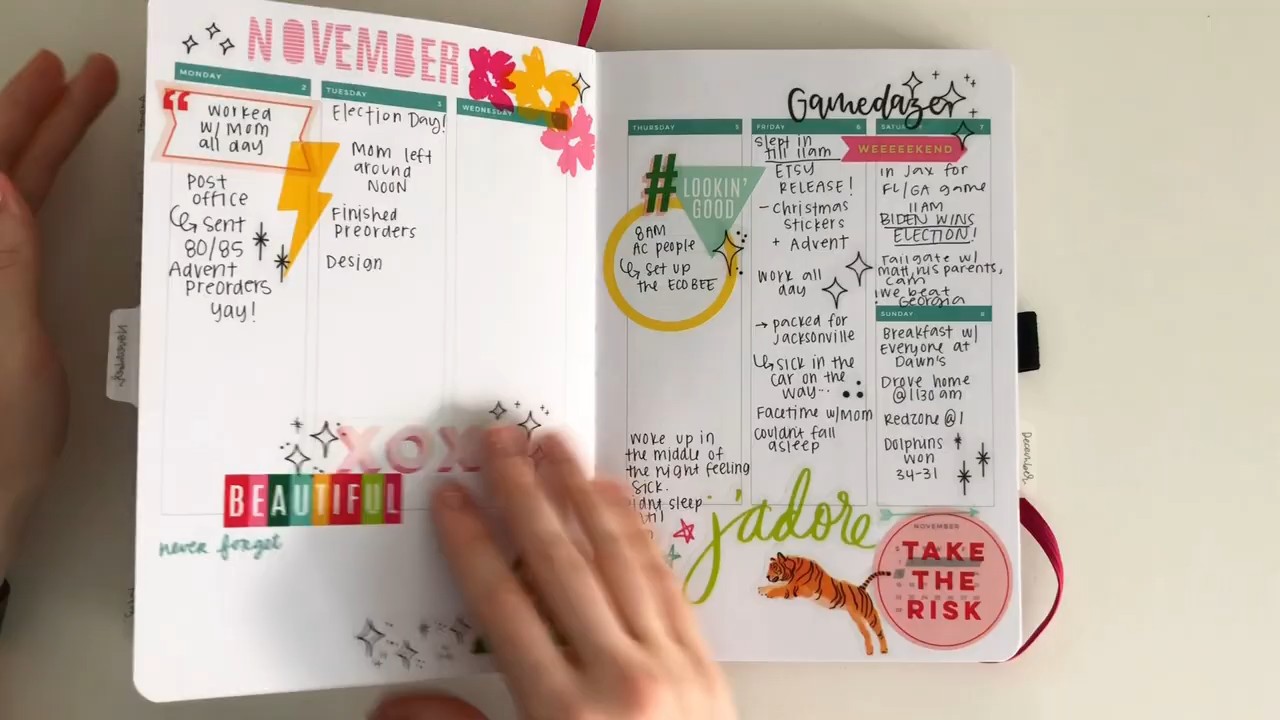 NOVEMBER
MONDAY 2
worked
w/ mom
all day
Post
office
sent
80/85
Advent
Preorders
yay!
TUESDAY 3
Election Day!
Mom left
around
NOON
Finished
Preorders
Design
WEDNESDAY
XOX
BEAUTIFUL
never forget
Gamedazer
THURSDAY 5
#
LOOKIN'
GOOD
8AM
AC people
set up
the ECOBEE
woke up in
the middle of
the night feeling
SICK.
sleep
FRIDAY 6
slept in
till 11am
ETSY
RELEASE!
- Christmas
stickers
+ Advent
work all
day
→ packed for
Jacksonville
SICK in the
car on the
way...
Facetime w/mom
couldn't fall
asleep
7
WEEEEEKEND
in Jax for
FL/GA game
11AM
BIDEN WINS
ELECTION!
Tailgate w/
matt, his parents,
cam
we beat
Georgia
SUNDAY 8
Breakfast w/
Everyone at
Dawn's
Drove home
@1130am
Redzone @1
Dolphins
won
34-31
j'adore
NOVEMBER
TAKE
THE
RISK
November
December